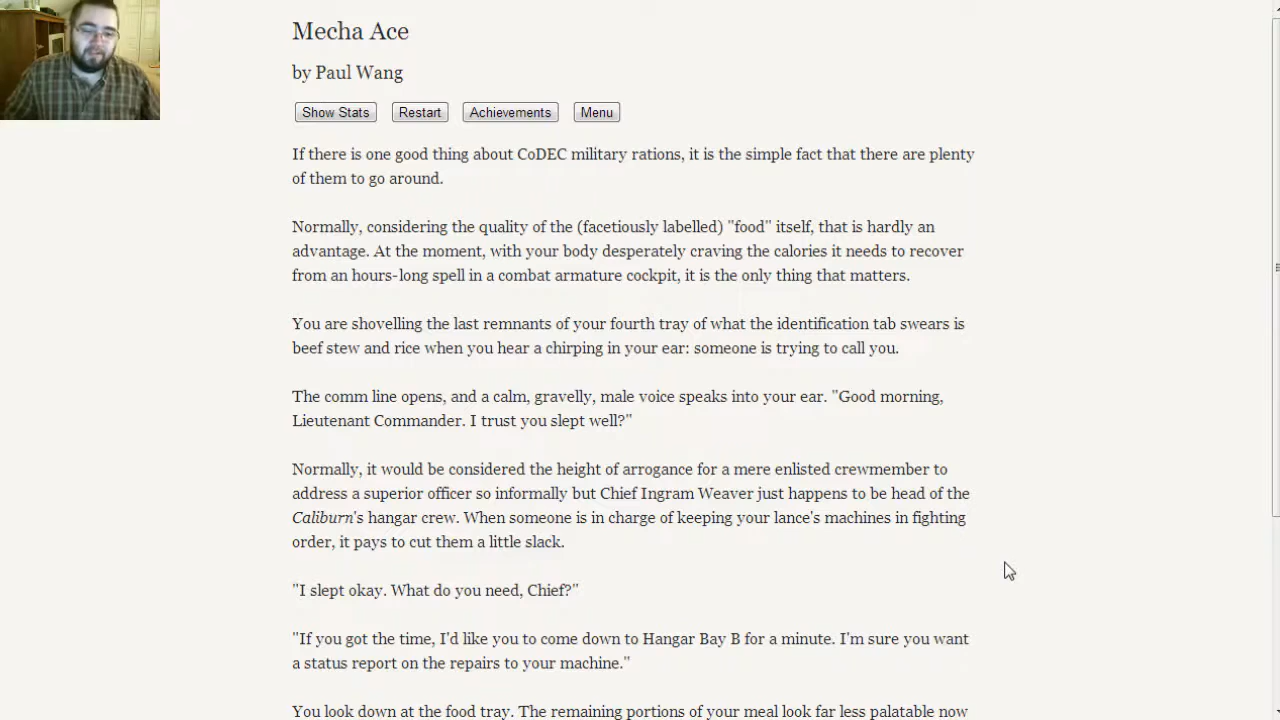 Mecha Ace
by Paul Wang
Show Stats Restart Achievements Menu
If there is one good thing about CoDEC military rations, it is the simple fact that there are plenty
of them to go around.
Normally, considering the quality of the (facetiously labelled) "food" itself, that is hardly an
advantage. At the moment, with your body desperately craving the calories it needs to recover
from an hours-long spell in a combat armature cockpit, it is the only thing that matters.
You are shovelling the last remnants of your fourth tray of what the identification tab swears is
beef stew and rice when you hear a chirping in your ear: someone is trying to call you.
The comm line opens, and a calm, gravelly, male voice speaks into your ear. "Good morning,
Lieutenant Commander. I trust you slept well?"
Normally, it would be considered the height of arrogance for a mere enlisted crewmember to
address a superior officer so informally but Chief Ingram Weaver just happens to be head of the
Caliburn's hangar crew. When someone is in charge of keeping your lance's machines in fighting
order, it pays to cut them a little slack.
"I slept okay. What do you need, Chief?"
"If you got the time, I'd like you to come down to Hangar Bay B for a minute. I'm sure you want
a status report on the repairs to your machine."
You look down at the food tray. The remaining portions of your meal look far less palatable now